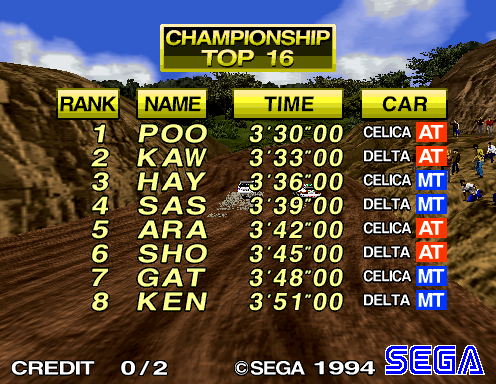 CHAMPIONSHIP
TOP 16
RANK NAME TIME CAR
1 POO 3'30"00 CELICA AT
2 KAW 3'33"00 DELTA AT
3 HAY 3'36"00 CELICA MT
4 SAS 3'39"00 DELTA MT
5 ARA 3'42"00 CELICA AT
6 SHO 3'45"00 DELTA AT
7 GAT 3'48"00 CELICA MT
8 KEN 3'51"00 DELTA MT
CREDIT 0/2 ©SEGA 1994 SEGA